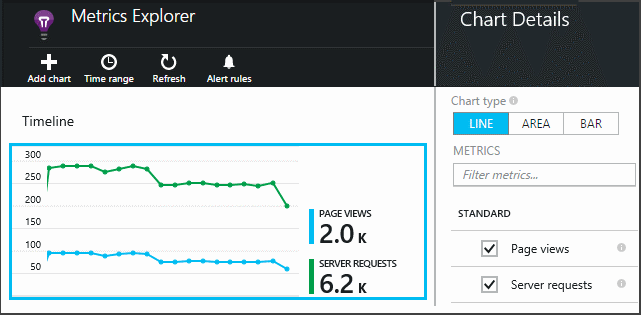 Metrics Explorer
Add chart
Time range
Refresh
Alert rules
Timeline
300
250
200
150
100
50
PAGE VIEWS
2.0 K
SERVER REQUESTS
6.2 K
Chart Details
Chart type
LINE
AREA
BAR
METRICS
Filter metrics...
STANDARD
Page views
Server requests